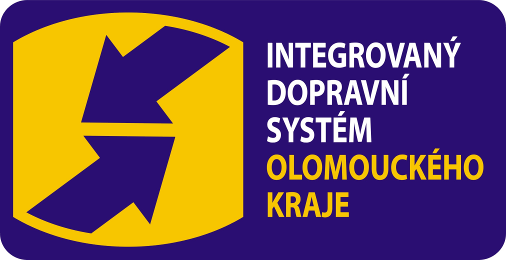 INTEGROVANÝ
DOPRAVNÍ
SYSTÉM
OLOMOUCKÉHO
KRAJE